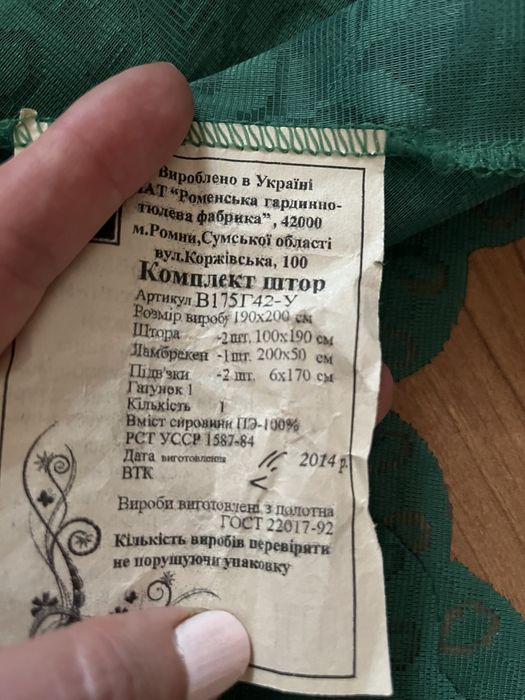 Вироблено в Україні
АТ “Роменська гардинно-
тюлева фабрика”, 42000
м.Ромни,Сумської області
вул.Коржівська, 100
Комплект штор
Артикул В175Г42-У
Розмір виробу 190х200 см
Штора -2шт. 100х190 см
Ламбрекен -1шт. 200х50 см
Підв'язки -2 шт. 6х170 см
Гатунок 1
Кількість 1
Вміст сировини ПЭ-100%
РСТ УССР 1587-84
Дата виготовлення 11. 2014 р.
ВТК
Вироби виготовлені з полотна
ГОСТ 22017-92
Кількість виробів перевіряти
не порушуючи упаковку